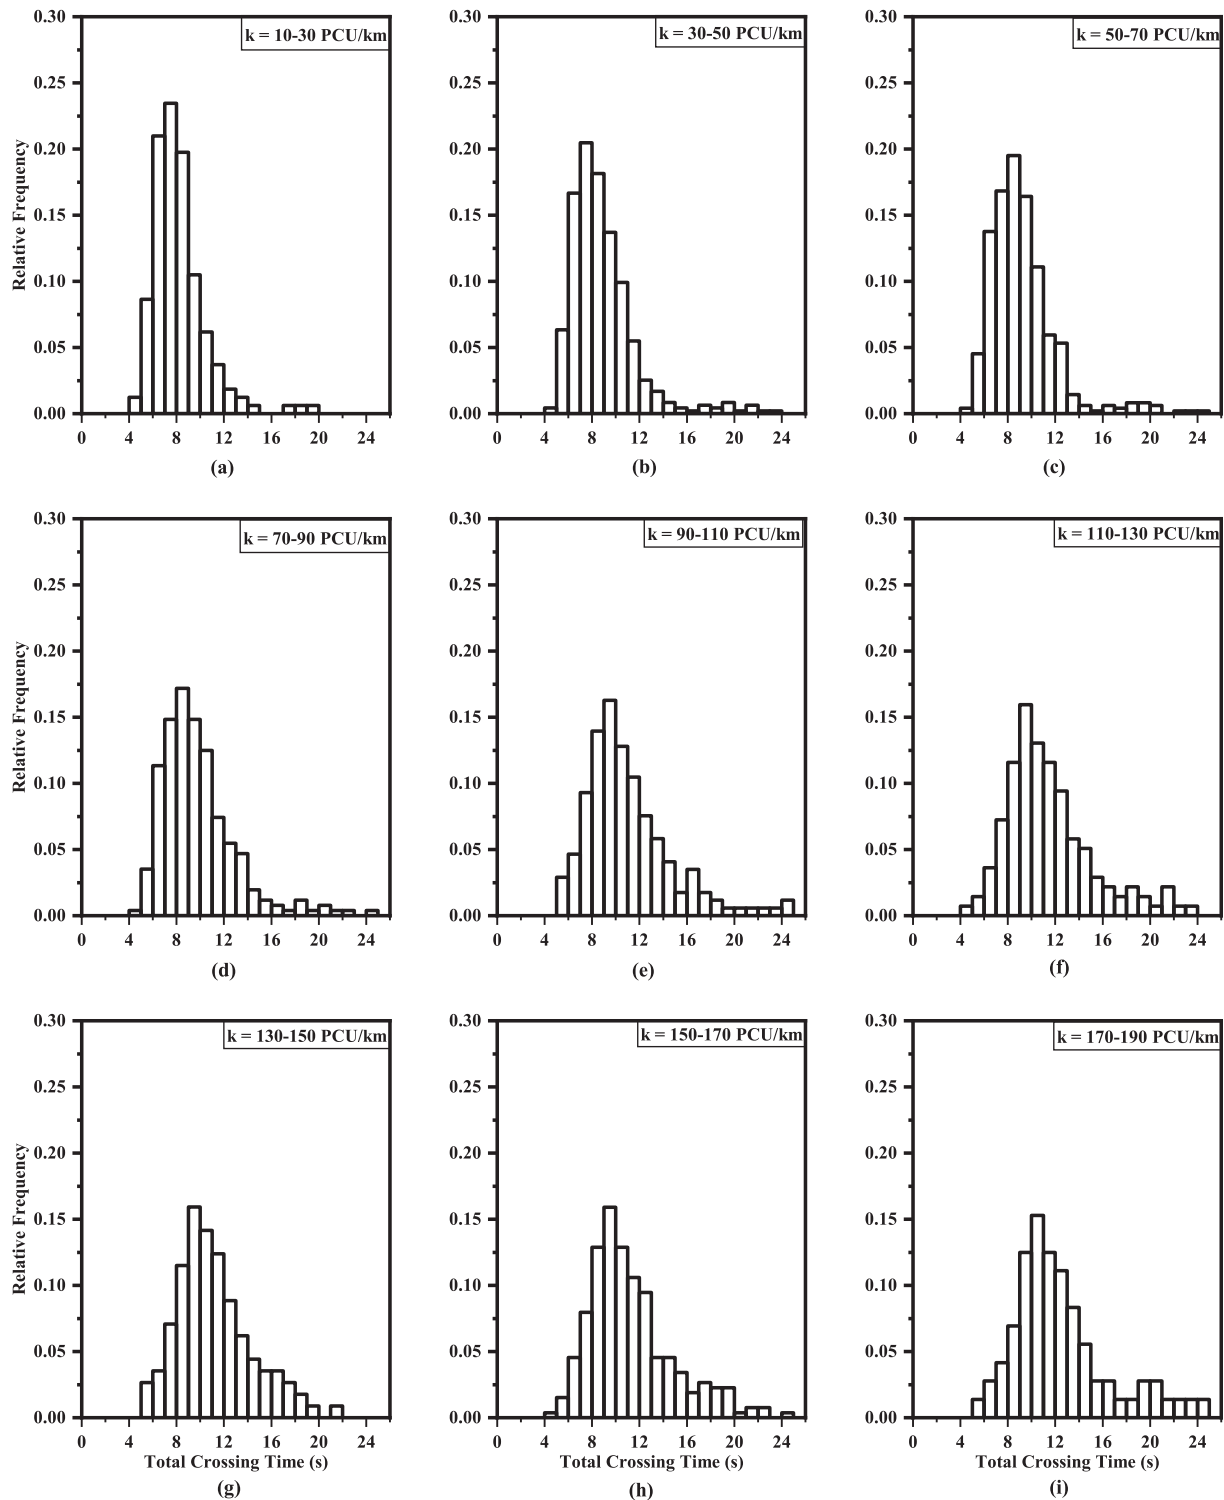 k = 10-30 PCU/km
0.30
0.25
0.20
0.15
0.10
0.05
0.00
Relative Frequency
0 4 8 12 16 20 24
(a)
k = 30-50 PCU/km
0.30
0.25
0.20
0.15
0.10
0.05
0.00
0 4 8 12 16 20 24
(b)
k = 50-70 PCU/km
0.30
0.25
0.20
0.15
0.10
0.05
0.00
0 4 8 12 16 20 24
(c)
k = 70-90 PCU/km
0.30
0.25
0.20
0.15
0.10
0.05
0.00
Relative Frequency
0 4 8 12 16 20 24
(d)
k = 90-110 PCU/km
0.30
0.25
0.20
0.15
0.10
0.05
0.00
0 4 8 12 16 20 24
(e)
k = 110-130 PCU/km
0.30
0.25
0.20
0.15
0.10
0.05
0.00
0 4 8 12 16 20 24
(f)
k = 130-150 PCU/km
0.30
0.25
0.20
0.15
0.10
0.05
0.00
Relative Frequency
0 4 8 12 16 20 24
Total Crossing Time (s)
(g)
k = 150-170 PCU/km
0.30
0.25
0.20
0.15
0.10
0.05
0.00
0 4 8 12 16 20 24
Total Crossing Time (s)
(h)
k = 170-190 PCU/km
0.30
0.25
0.20
0.15
0.10
0.05
0.00
0 4 8 12 16 20 24
Total Crossing Time (s)
(i)